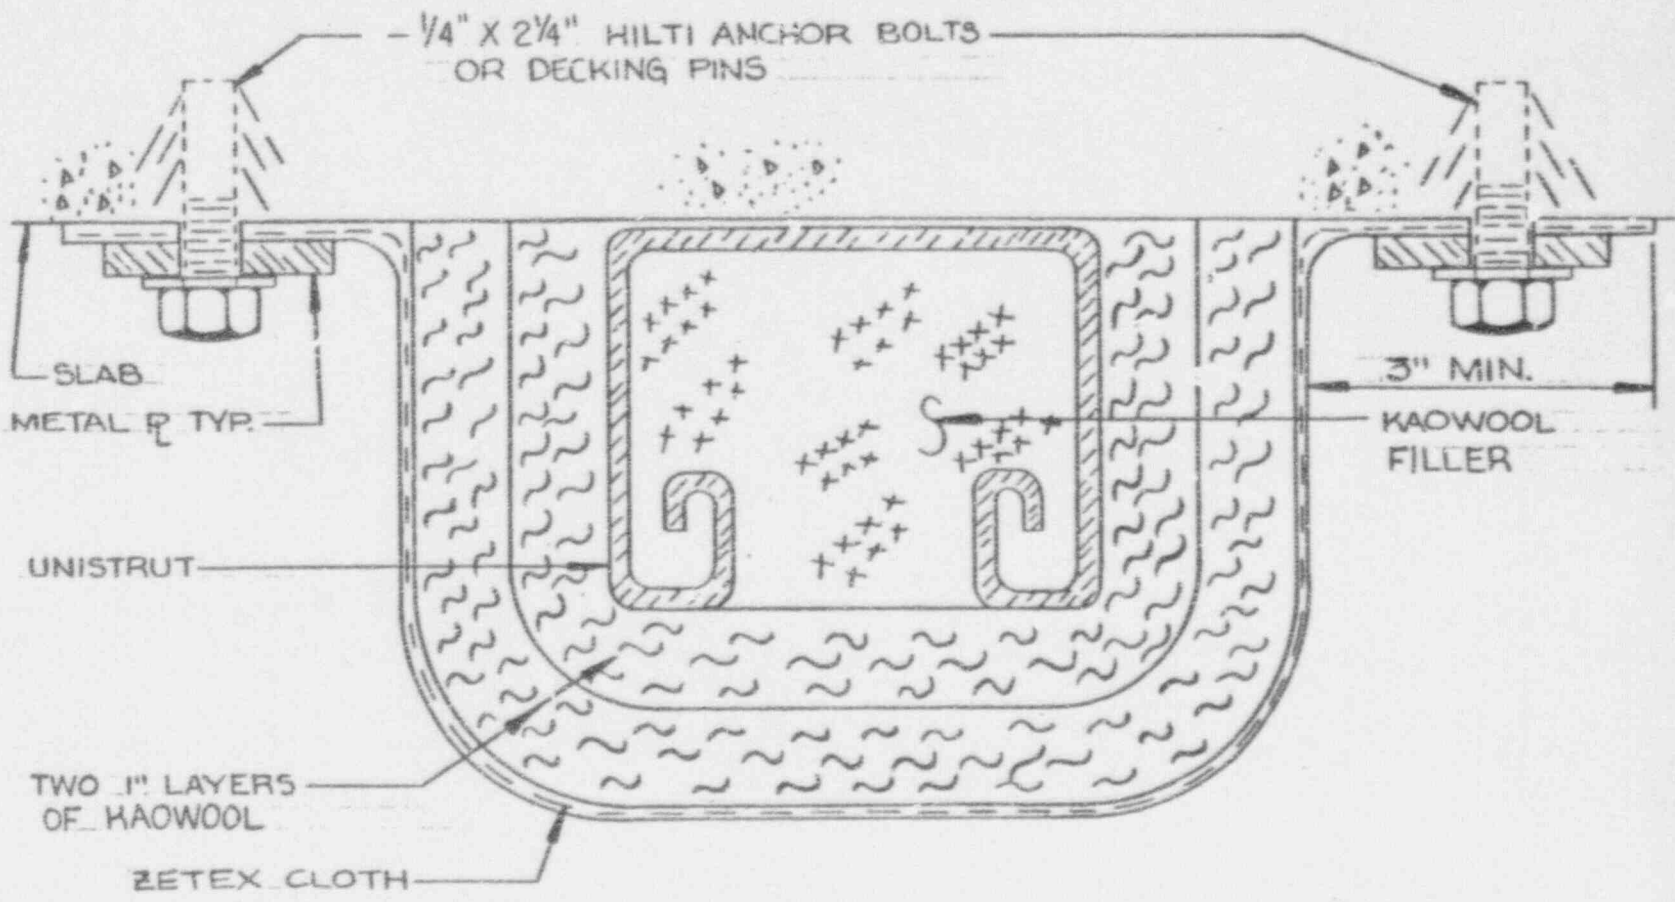 1/4" X 2 1/4" HILTI ANCHOR BOLTS
OR DECKING PINS
SLAB
METAL ⅊ TYP.
3" MIN.
KAOWOOL
FILLER
UNISTRUT
TWO 1" LAYERS
OF KAOWOOL
ZETEX CLOTH